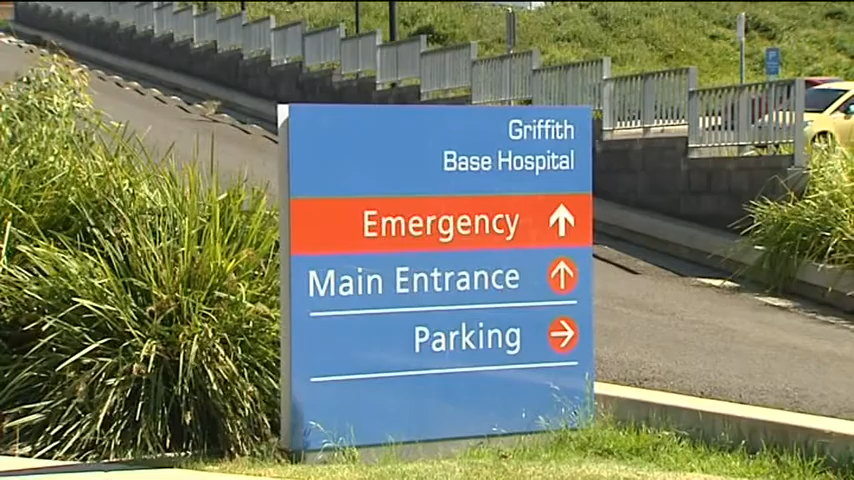 Griffith
Base Hospital
Emergency ↑
Main Entrance ↑
Parking →